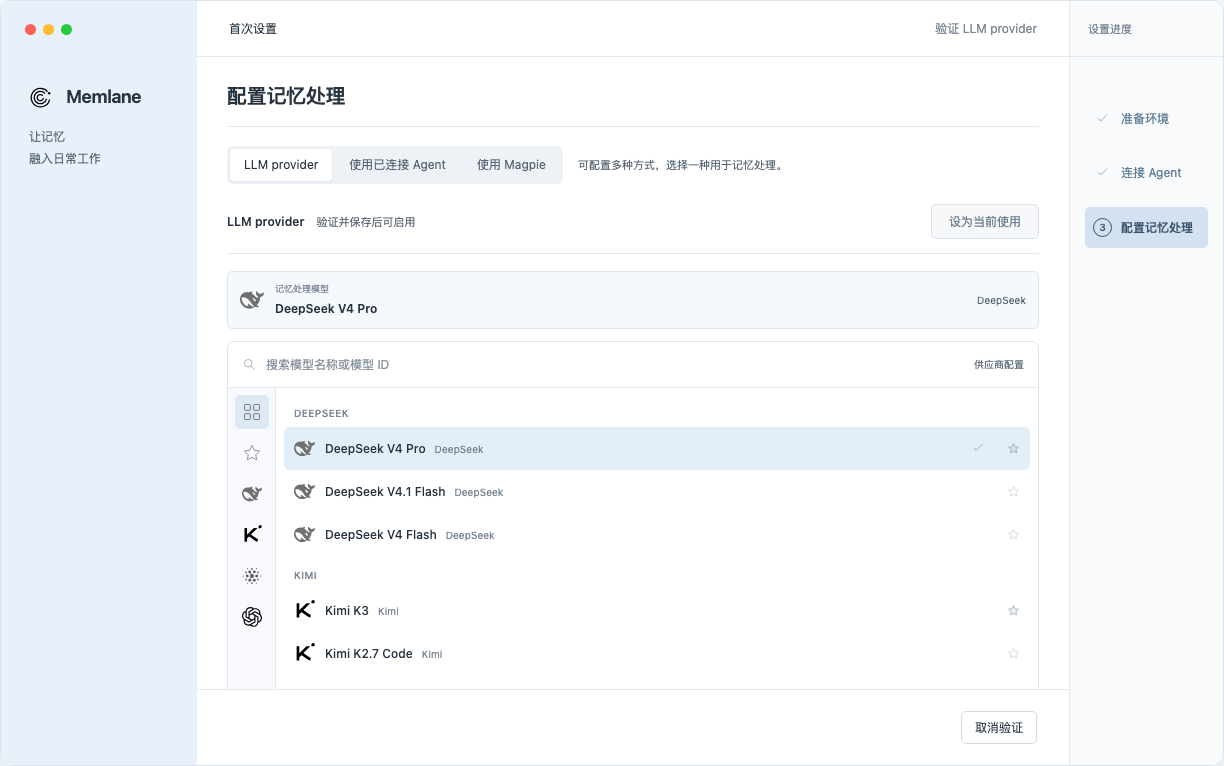 首次设置
验证 LLM provider
设置进度
Memlane
让记忆
融入日常工作
配置记忆处理
LLM provider
使用已连接 Agent
使用 Magpie
可配置多种方式，选择一种用于记忆处理。
LLM provider
验证并保存后可启用
设为当前使用
记忆处理模型
DeepSeek V4 Pro
DeepSeek
搜索模型名称或模型 ID
供应商配置
DEEPSEEK
DeepSeek V4 Pro DeepSeek
DeepSeek V4.1 Flash DeepSeek
DeepSeek V4 Flash DeepSeek
KIMI
Kimi K3 Kimi
Kimi K2.7 Code Kimi
取消验证
准备环境
连接 Agent
3 配置记忆处理